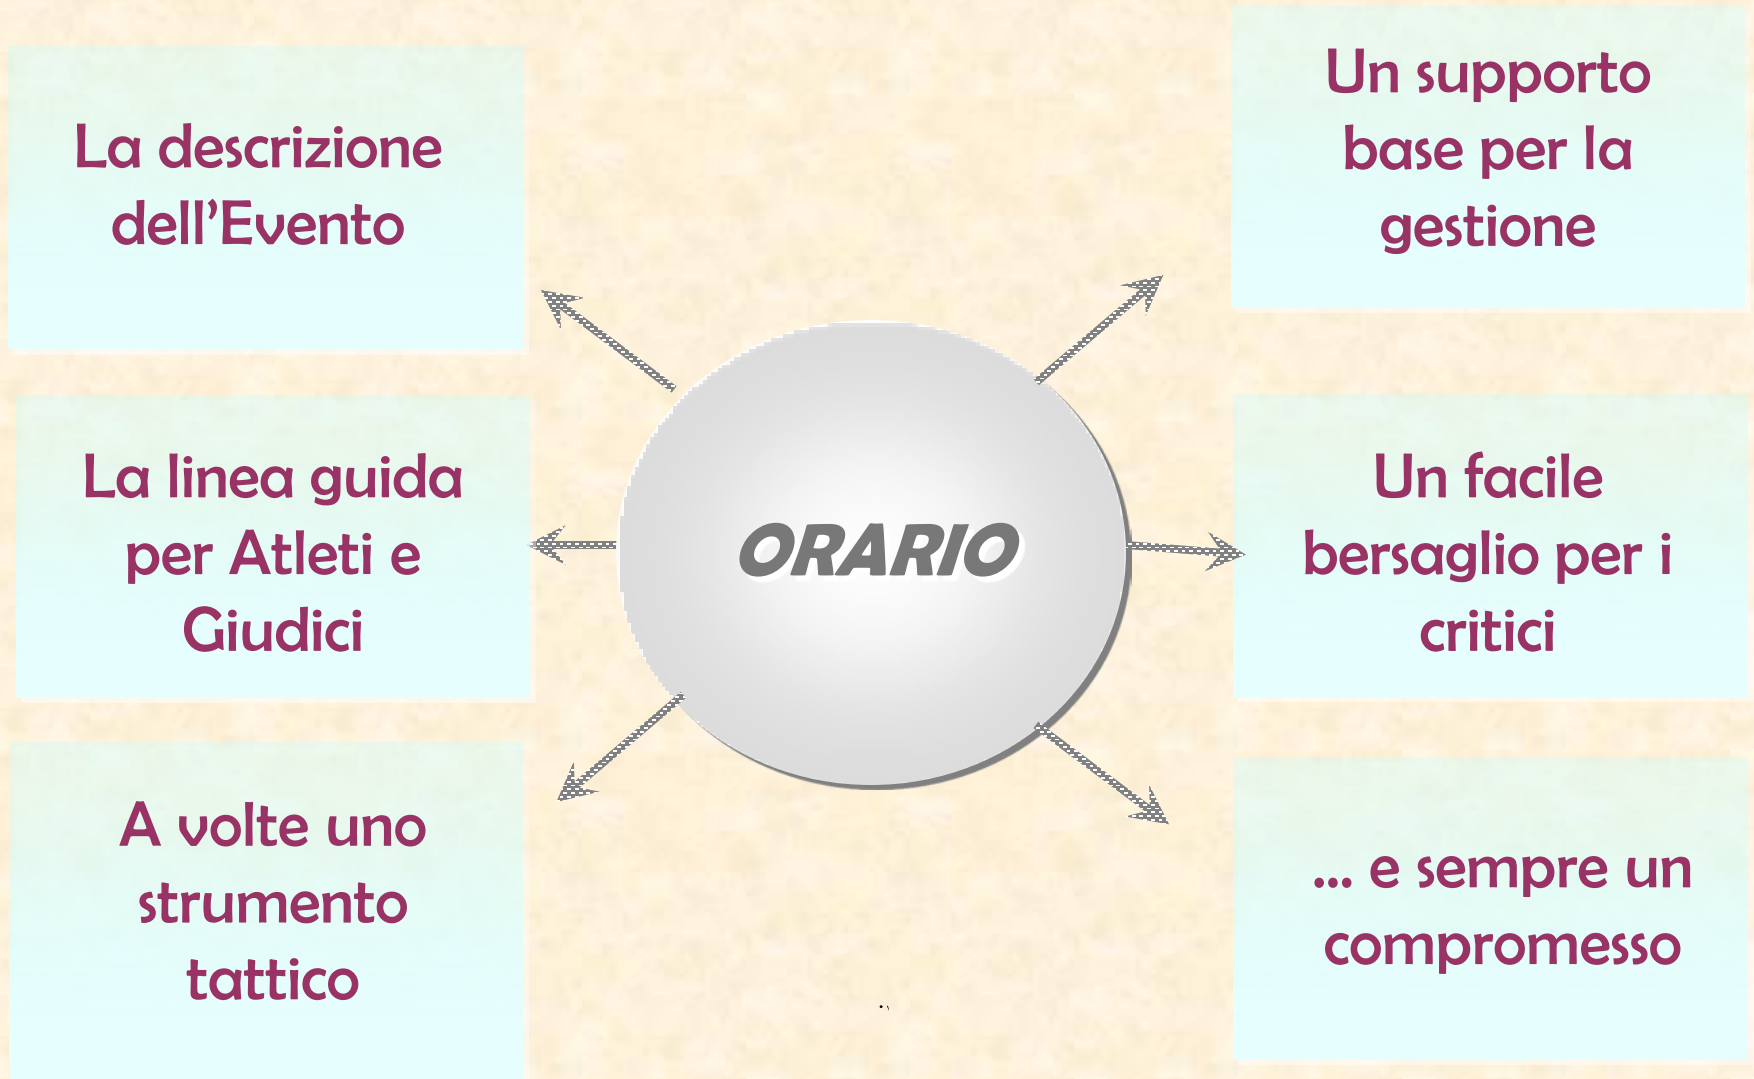 La descrizione
dell’Evento
La linea guida
per Atleti e
Giudici
A volte uno
strumento
tattico
ORARIO
Un supporto
base per la
gestione
Un facile
bersaglio per i
critici
... e sempre un
compromesso